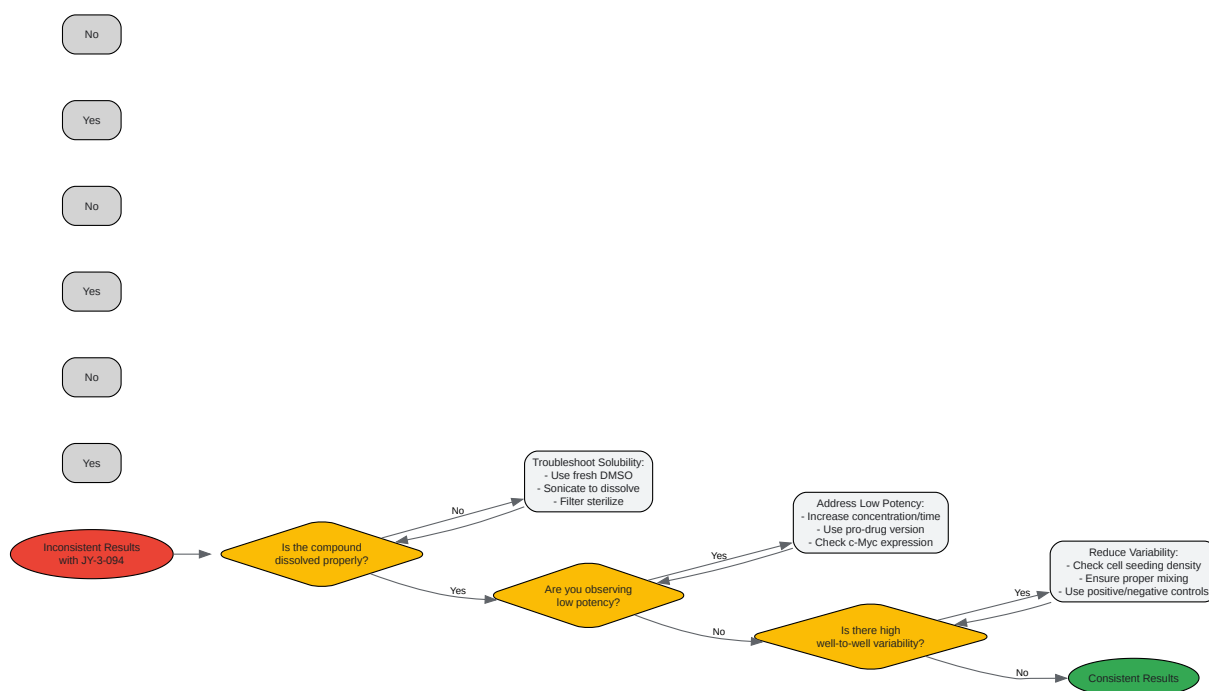 No
Yes
No
Yes
No
Yes
Troubleshoot Solubility:
- Use fresh DMSO
- Sonicate to dissolve
- Filter sterilize
No
Address Low Potency:
- Increase concentration/time
- Use pro-drug version
- Check c-Myc expression
Inconsistent Results
with JY-3-094
Is the compound
dissolved properly?
Yes
Reduce Variability:
- Check cell seeding density
- Ensure proper mixing
- Use positive/negative controls
Yes
Are you observing
low potency?
Yes
No
Is there high
well-to-well variability?
No
Consistent Results